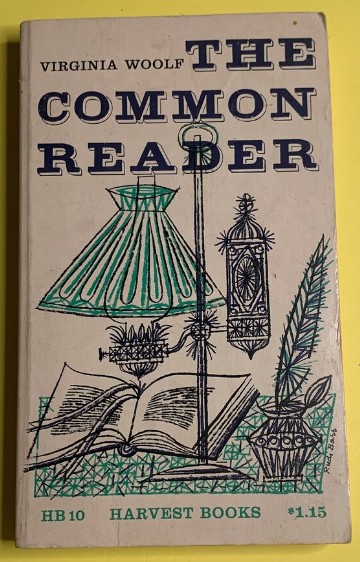 VIRGINIA WOOLF THE
COMMON
READER
HB 10 HARVEST BOOKS $1.15